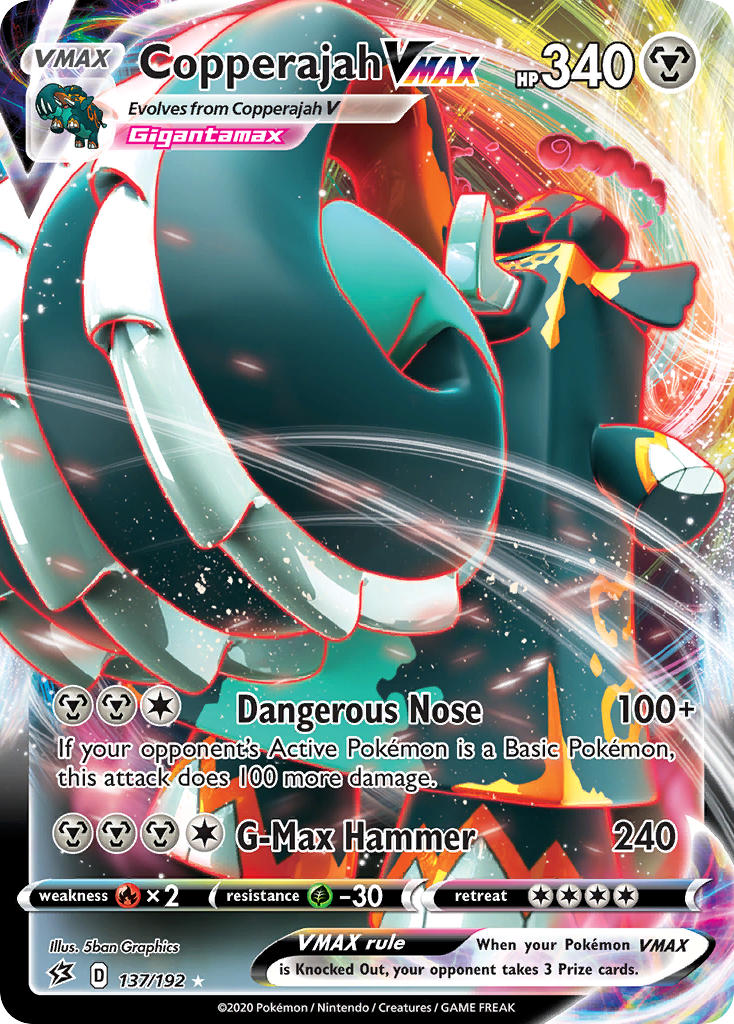 VMAX
Copperajah VMAX HP 340
Evolves from Copperajah V
Gigantamax
Dangerous Nose 100+
If your opponent's Active Pokémon is a Basic Pokémon,
this attack does 100 more damage.
G-Max Hammer 240
weakness ×2 resistance -30 retreat
Illus. 5ban Graphics
VMAX rule When your Pokémon VMAX
is Knocked Out, your opponent takes 3 Prize cards.
D 137/192
©2020 Pokémon / Nintendo / Creatures / GAME FREAK